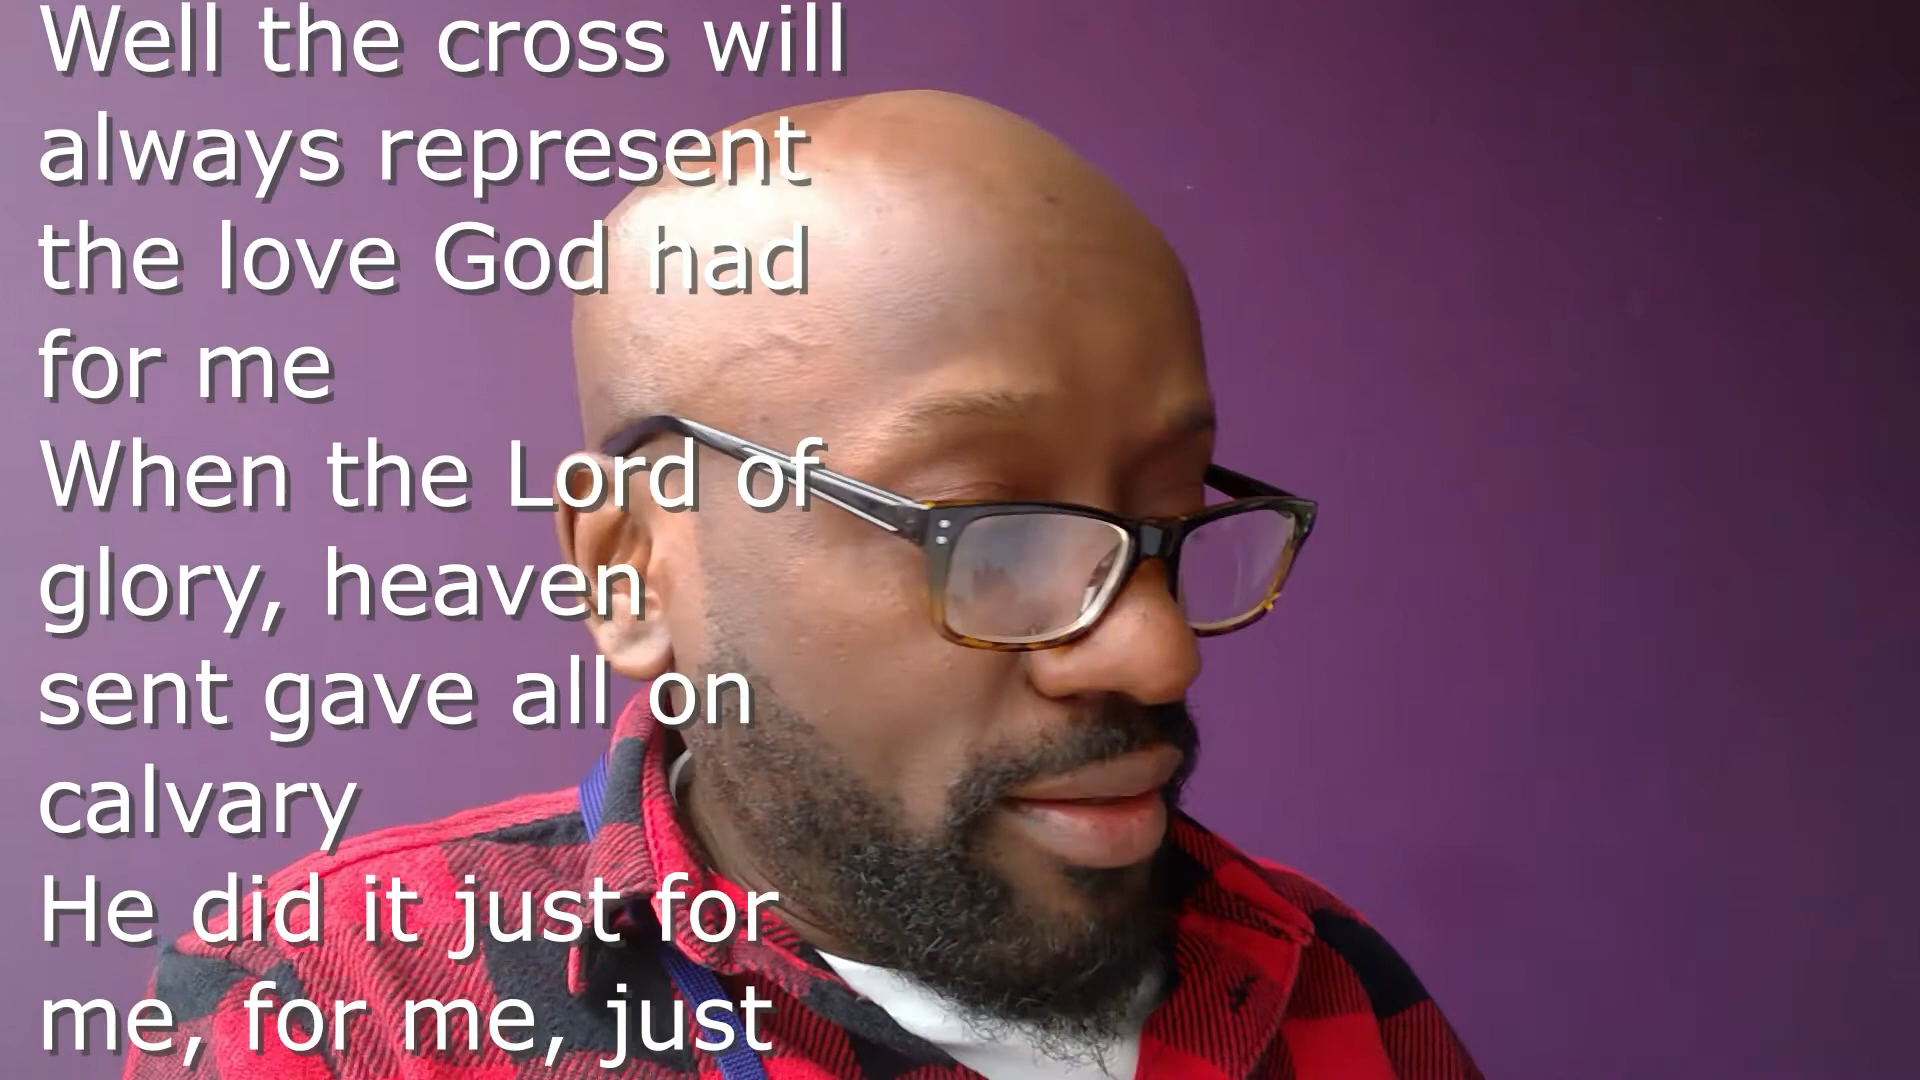 Well the cross will
always represent
the love God had
for me
When the Lord of
glory, heaven
sent gave all on
calvary
He did it just for
me, for me, just